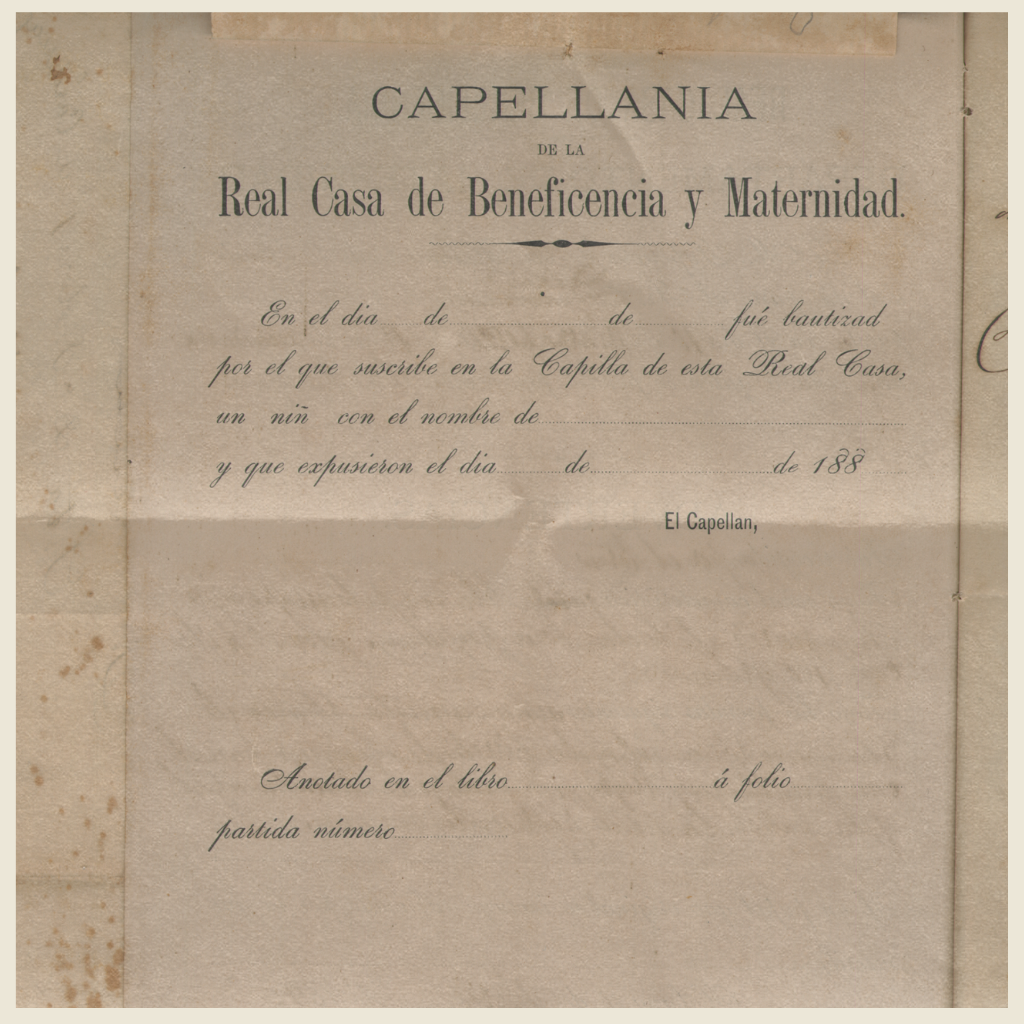 CAPELLANIA
DE LA
Real Casa de Beneficencia y Maternidad.
En el dia de de fué bautizad
por el que suscribe en la Capilla de esta Real Casa,
un niñ con el nombre de
y que expusieron el dia de de 188
El Capellan,
Anotado en el libro á folio
partida número